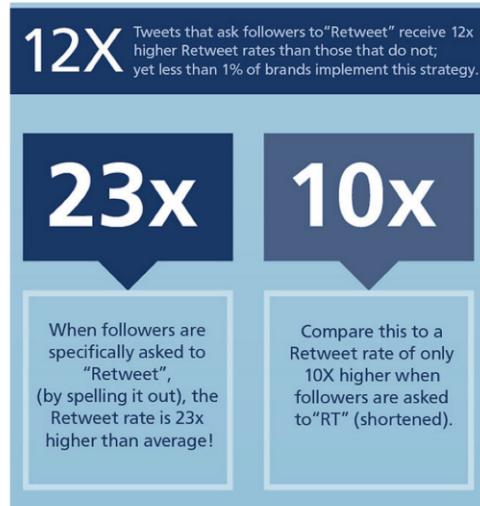 12X
Tweets that ask followers to“Retweet” receive 12x
higher Retweet rates than those that do not;
yet less than 1% of brands implement this strategy.
23x
When followers are
specifically asked to
“Retweet”,
(by spelling it out), the
Retweet rate is 23x
higher than average!
10x
Compare this to a
Retweet rate of only
10X higher when
followers are asked
to“RT” (shortened).